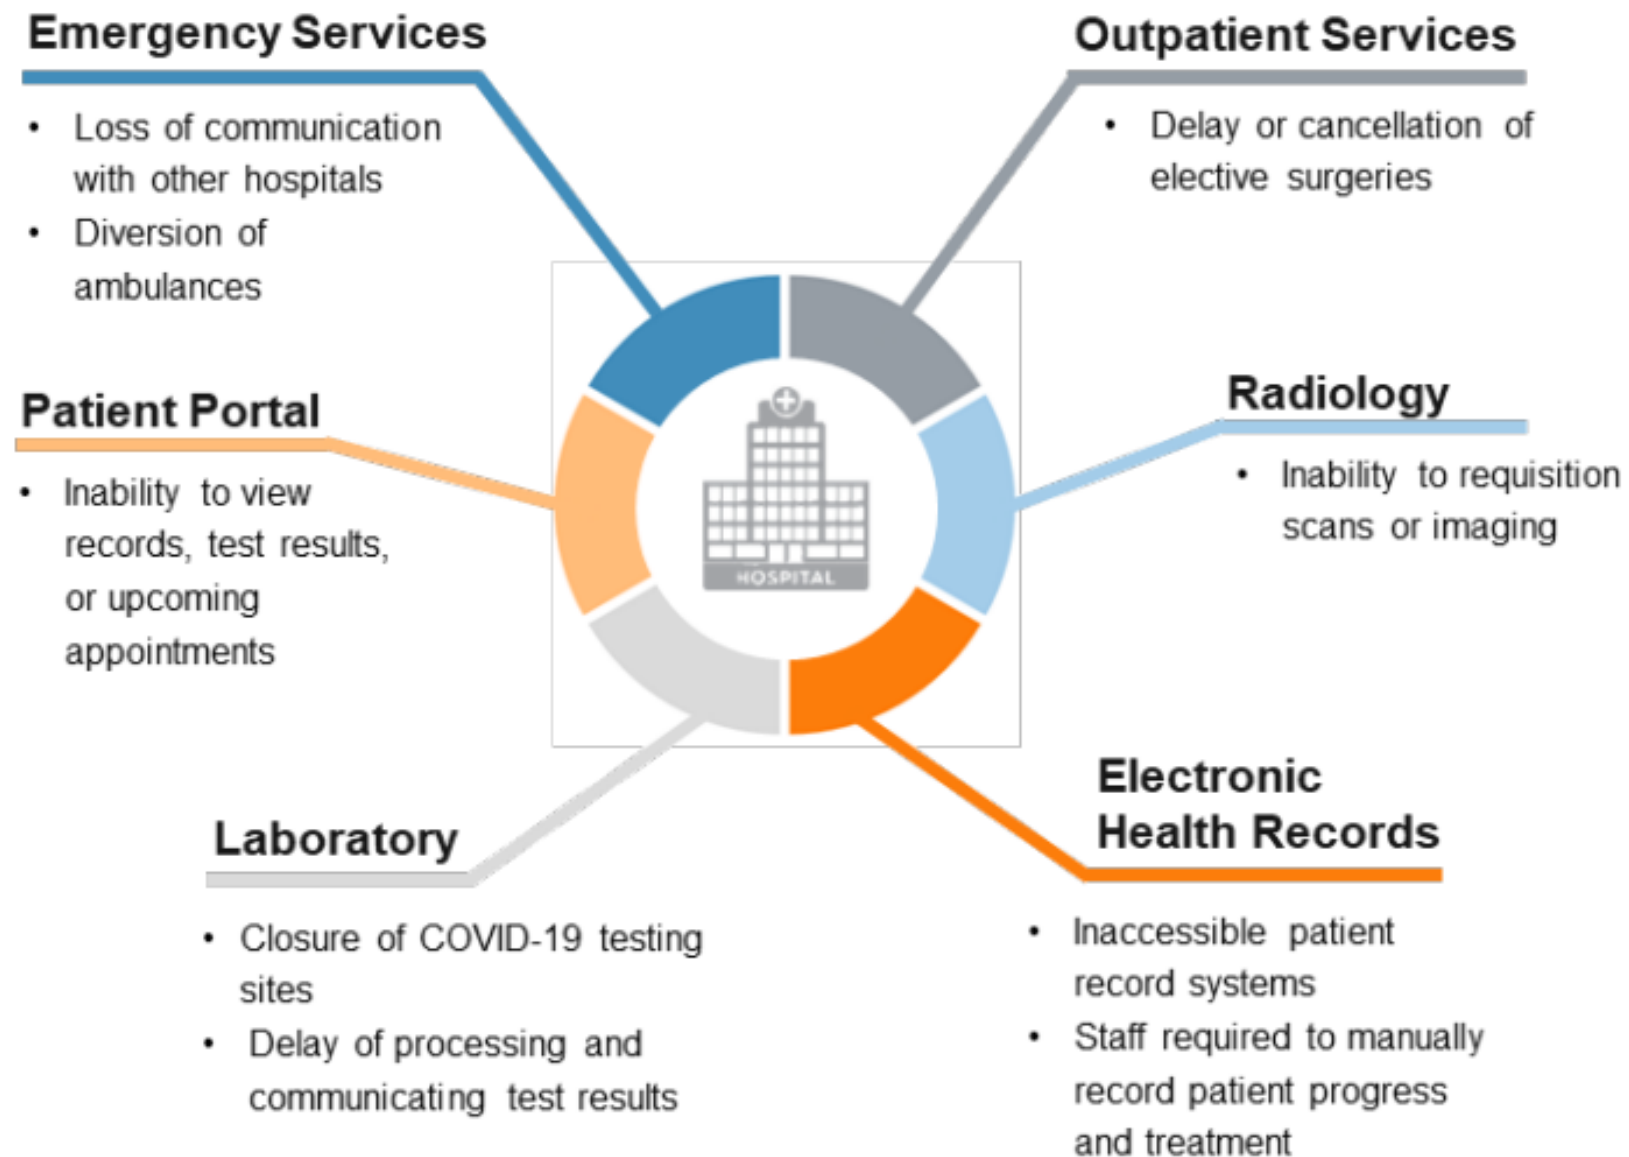 Emergency Services
• Loss of communication
with other hospitals
• Diversion of
ambulances
Outpatient Services
• Delay or cancellation of
elective surgeries
Patient Portal
• Inability to view
records, test results,
or upcoming
appointments
Radiology
• Inability to requisition
scans or imaging
HOSPITAL
Laboratory
• Closure of COVID-19 testing
sites
• Delay of processing and
communicating test results
Electronic
Health Records
• Inaccessible patient
record systems
• Staff required to manually
record patient progress
and treatment